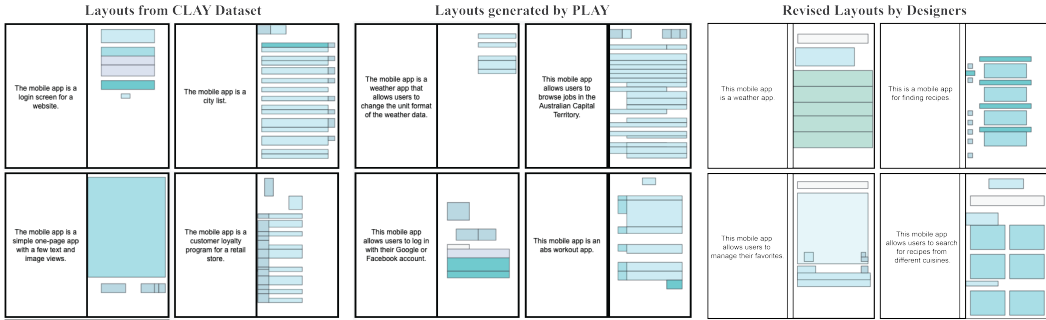 Layouts from CLAY Dataset
Layouts generated by PLAY
Revised Layouts by Designers
The mobile app is a
login screen for a
website.
The mobile app is a
city list.
The mobile app is a
weather app that
allows users to
change the unit format
of the weather data.
This mobile app
allows users to
browse jobs in the
Australian Capital
Territory.
This mobile app
is a weather app.
This is a mobile app
for finding recipes.
The mobile app is a
simple one-page app
with a few text and
image views.
The mobile app is a
customer loyalty
program for a retail
store.
This mobile app
allows users to log in
with their Google or
Facebook account.
This mobile app is an
abs workout app.
This mobile app
allows users to
manage their favorites.
This mobile app
allows users to search
for recipes from
different cuisines.